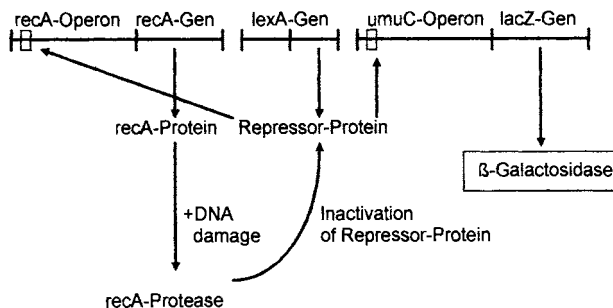 recA-Operon recA-Gen lexA-Gen umuC-Operon lacZ-Gen
recA-Protein Repressor-Protein
ß-Galactosidase
+DNA
damage
Inactivation
of Repressor-Protein
recA-Protease